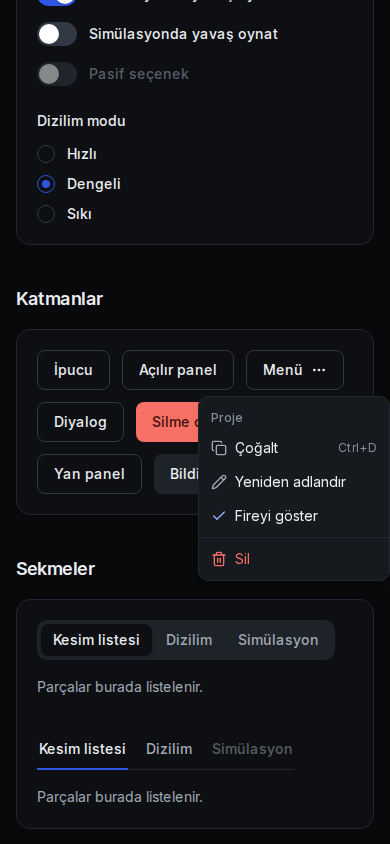 Simülasyonda yavaş oynat
Pasif seçenek
Dizilim modu
Hızlı
Dengeli
Sıkı
Katmanlar
İpucu
Açılır panel
Menü
Diyalog
Silme
Proje
Çoğalt Ctrl+D
Yan panel
Yeniden adlandır
Fireyi göster
Sil
Sekmeler
Kesim listesi Dizilim Simülasyon
Parçalar burada listelenir.
Kesim listesi Dizilim Simülasyon
Parçalar burada listelenir.